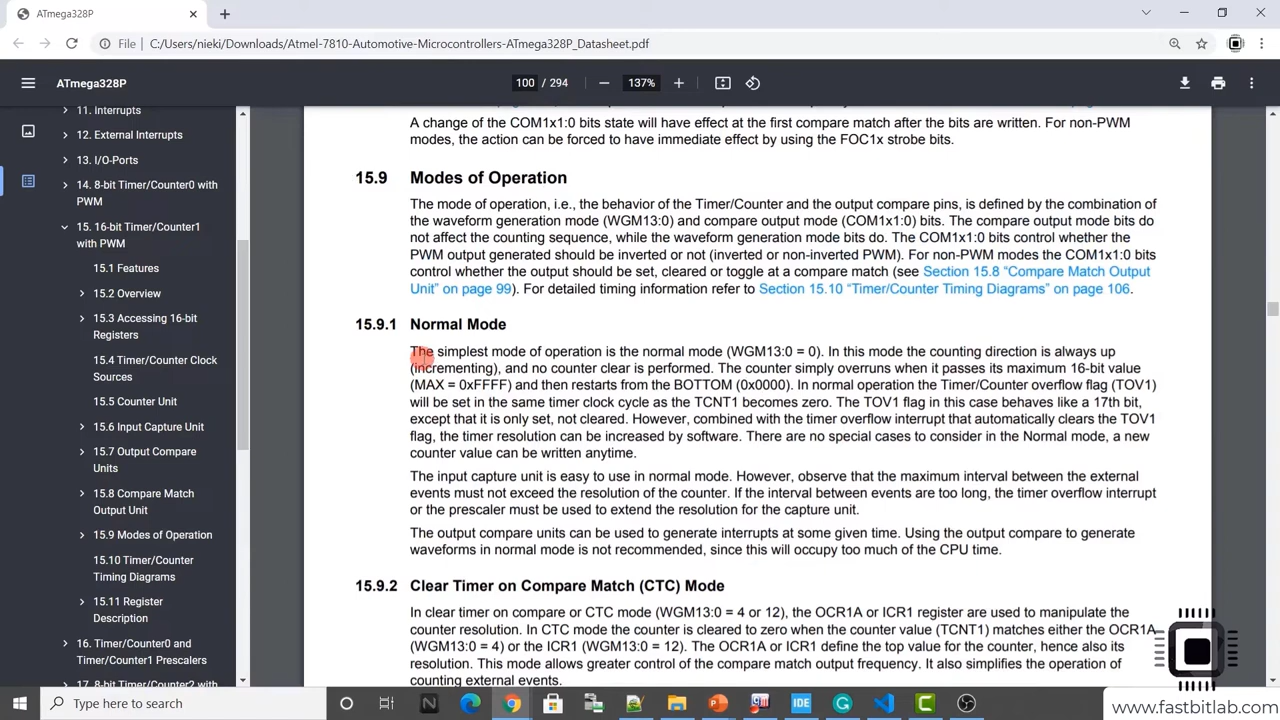 ATmega328P
File
C:/Users/nieki/Downloads/Atmel-7810-Automotive-Microcontrollers-ATmega328P_Datasheet.pdf
ATmega328P
100 / 294
137%
11. Interrupts
12. External Interrupts
13. I/O-Ports
14. 8-bit Timer/Counter0 with
PWM
15. 16-bit Timer/Counter1
with PWM
15.1 Features
15.2 Overview
15.3 Accessing 16-bit
Registers
15.4 Timer/Counter Clock
Sources
15.5 Counter Unit
15.6 Input Capture Unit
15.7 Output Compare
Units
15.8 Compare Match
Output Unit
15.9 Modes of Operation
15.10 Timer/Counter
Timing Diagrams
15.11 Register
Description
16. Timer/Counter0 and
Timer/Counter1 Prescalers
17. 8-bit Timer/Counter2 with
A change of the COM1x1:0 bits state will have effect at the first compare match after the bits are written. For non-PWM
modes, the action can be forced to have immediate effect by using the FOC1x strobe bits.
15.9 Modes of Operation
The mode of operation, i.e., the behavior of the Timer/Counter and the output compare pins, is defined by the combination of
the waveform generation mode (WGM13:0) and compare output mode (COM1x1:0) bits. The compare output mode bits do
not affect the counting sequence, while the waveform generation mode bits do. The COM1x1:0 bits control whether the
PWM output generated should be inverted or not (inverted or non-inverted PWM). For non-PWM modes the COM1x1:0 bits
control whether the output should be set, cleared or toggle at a compare match (see Section 15.8 “Compare Match Output
Unit” on page 99). For detailed timing information refer to Section 15.10 “Timer/Counter Timing Diagrams” on page 106.
15.9.1 Normal Mode
The simplest mode of operation is the normal mode (WGM13:0 = 0). In this mode the counting direction is always up
(incrementing), and no counter clear is performed. The counter simply overruns when it passes its maximum 16-bit value
(MAX = 0xFFFF) and then restarts from the BOTTOM (0x0000). In normal operation the Timer/Counter overflow flag (TOV1)
will be set in the same timer clock cycle as the TCNT1 becomes zero. The TOV1 flag in this case behaves like a 17th bit,
except that it is only set, not cleared. However, combined with the timer overflow interrupt that automatically clears the TOV1
flag, the timer resolution can be increased by software. There are no special cases to consider in the Normal mode, a new
counter value can be written anytime.
The input capture unit is easy to use in normal mode. However, observe that the maximum interval between the external
events must not exceed the resolution of the counter. If the interval between events are too long, the timer overflow interrupt
or the prescaler must be used to extend the resolution for the capture unit.
The output compare units can be used to generate interrupts at some given time. Using the output compare to generate
waveforms in normal mode is not recommended, since this will occupy too much of the CPU time.
15.9.2 Clear Timer on Compare Match (CTC) Mode
In clear timer on compare or CTC mode (WGM13:0 = 4 or 12), the OCR1A or ICR1 register are used to manipulate the
counter resolution. In CTC mode the counter is cleared to zero when the counter value (TCNT1) matches either the OCR1A
(WGM13:0 = 4) or the ICR1 (WGM13:0 = 12). The OCR1A or ICR1 define the top value for the counter, hence also its
resolution. This mode allows greater control of the compare match output frequency. It also simplifies the operation of
counting external events.
Type here to search
N
IDE
www.fastbitlab.com